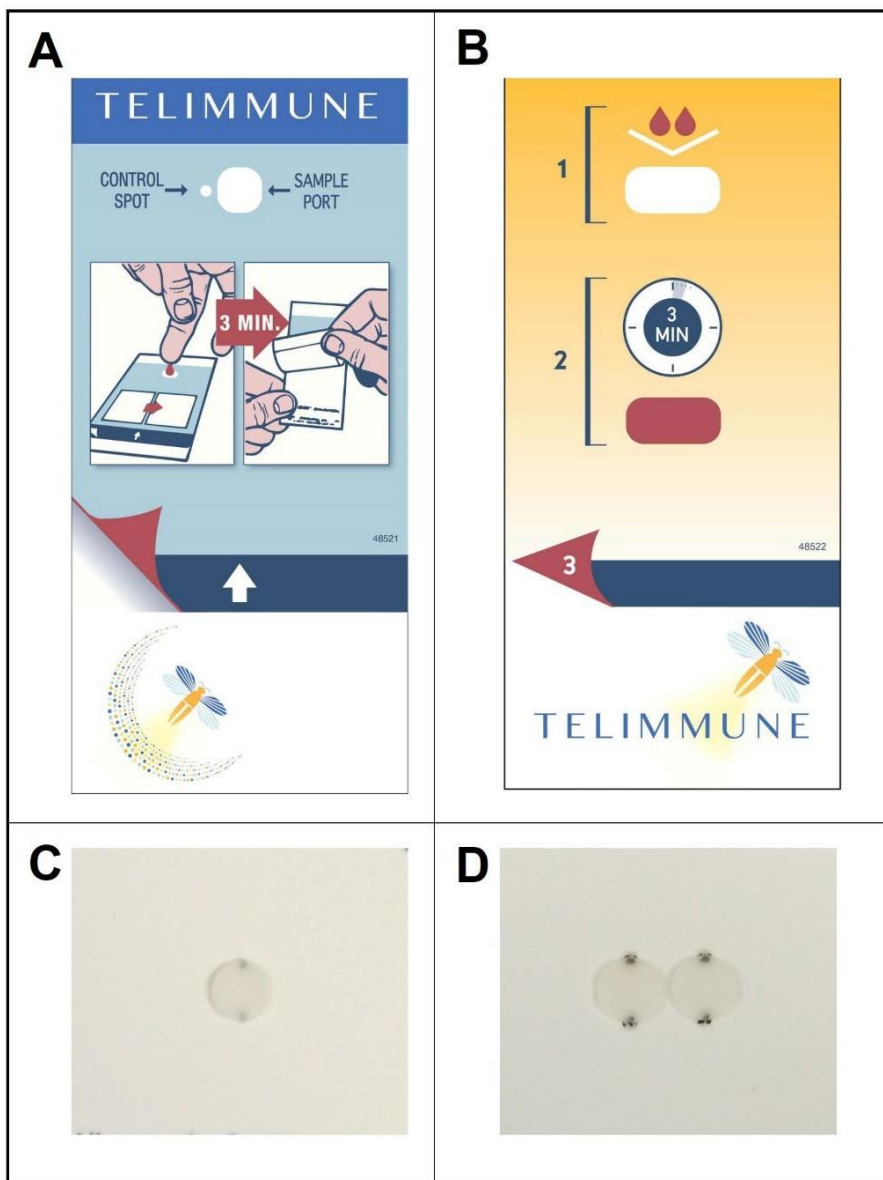 A
TELIMMUNE
CONTROL
SPOT
SAMPLE
PORT
3 MIN.
48521
B
1
2
3
MIN
48522
3
TELIMMUNE
C
D